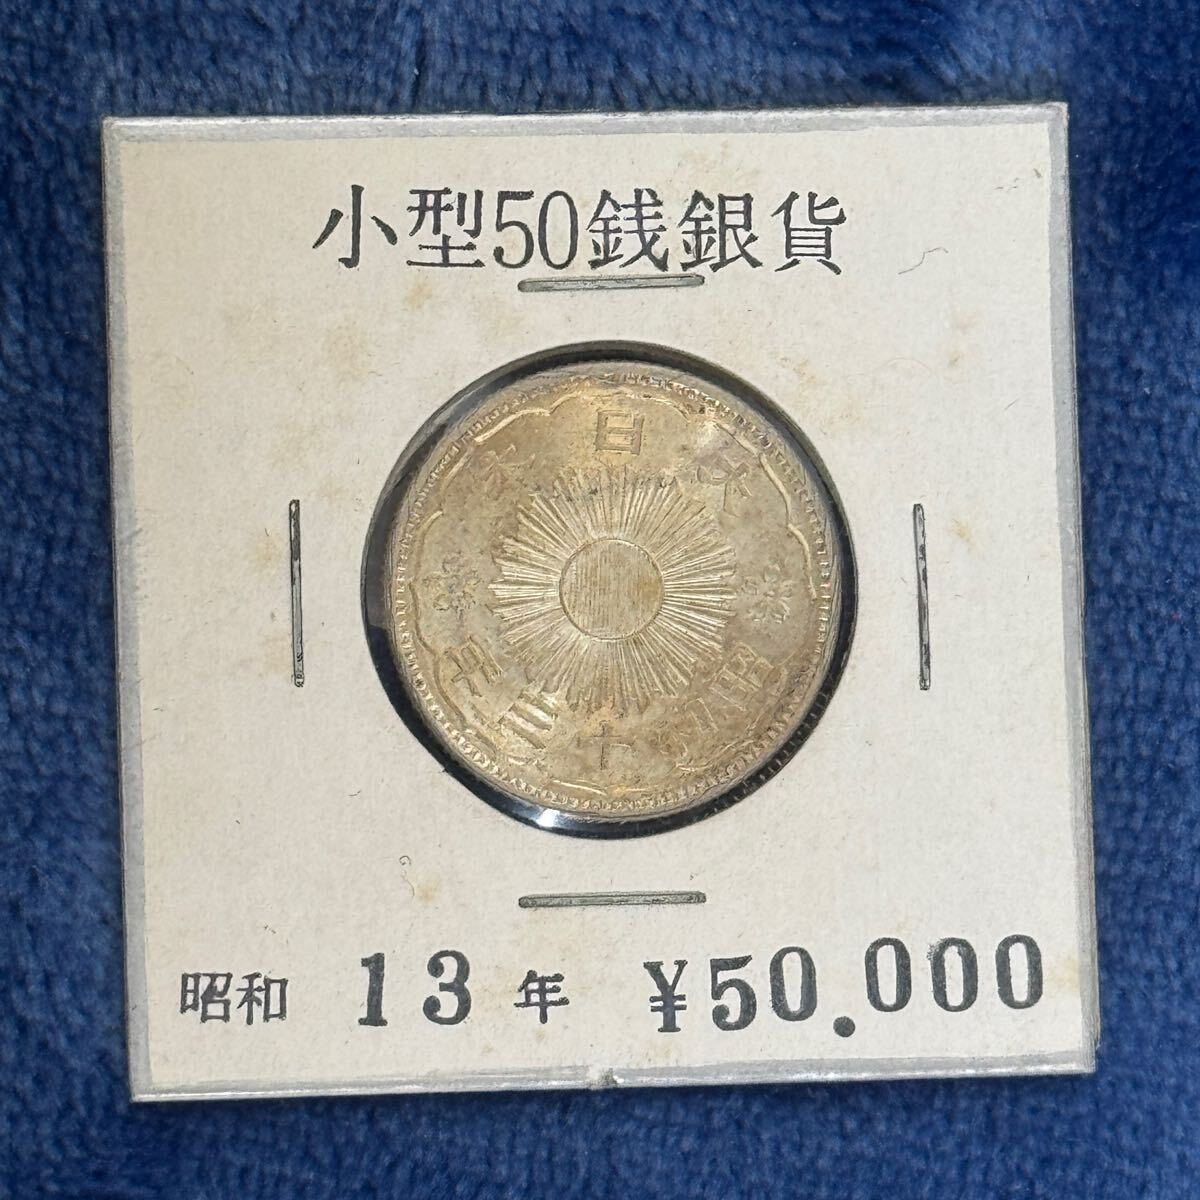 小型50銭銀貨
大日本
昭和十三年
昭和 13 年 ¥50.000